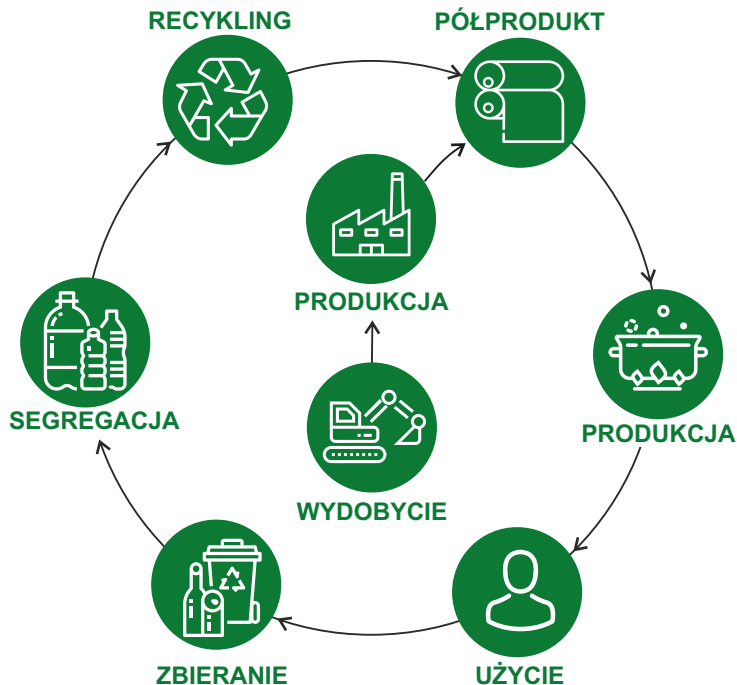 RECYKLING
PÓŁPRODUKT
PRODUKCJA
SEGREGACJA
PRODUKCJA
WYDOBYCIE
ZBIERANIE
UŻYCIE